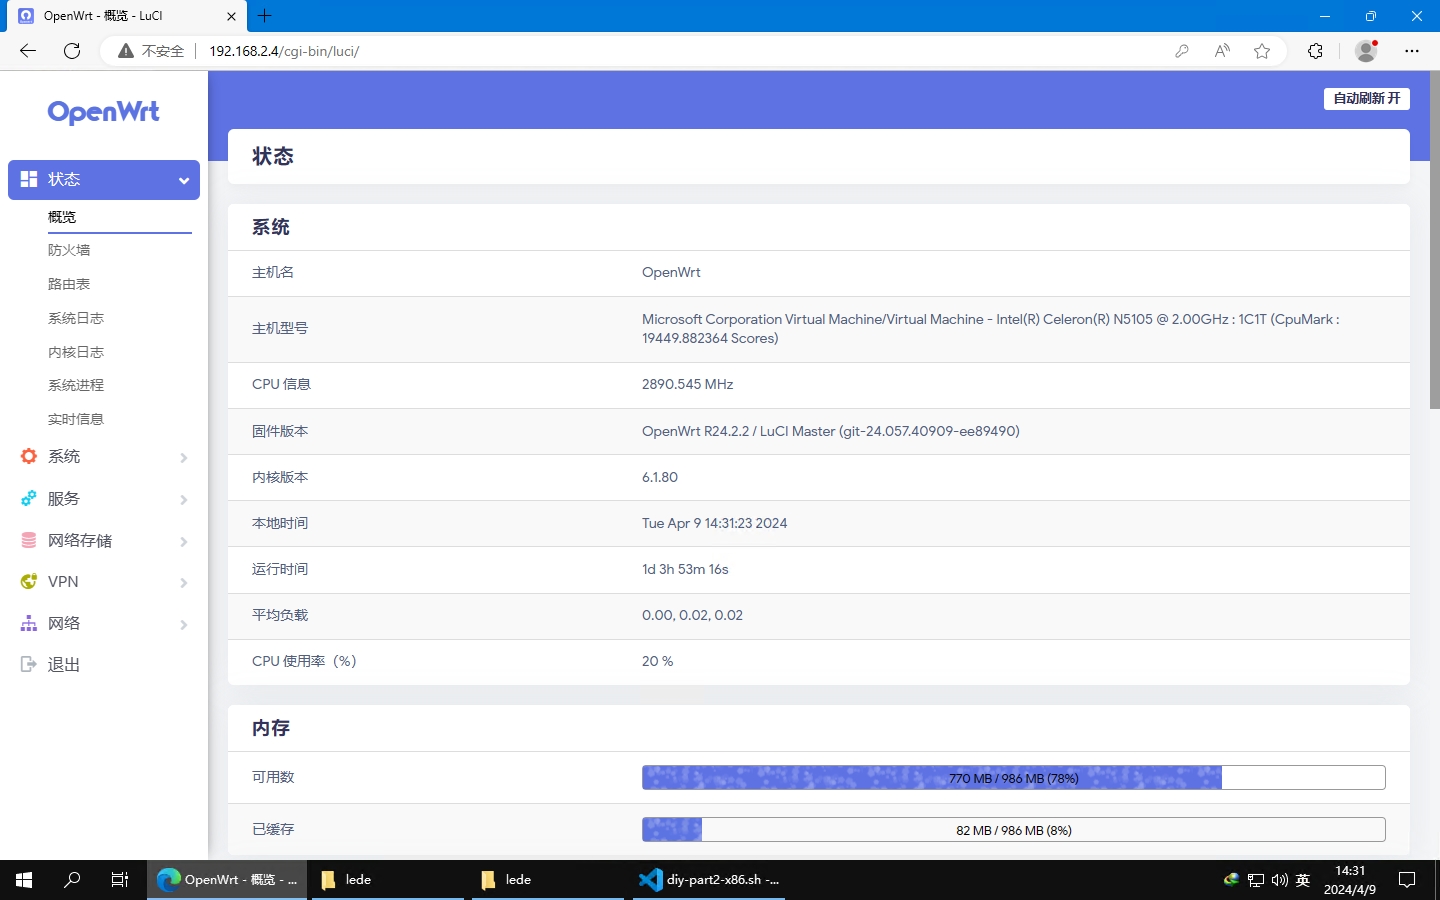 OpenWrt - 概览 - LuCI
不安全
192.168.2.4/cgi-bin/luci/
OpenWrt
自动刷新 开
状态
概览
防火墙
路由表
系统日志
内核日志
系统进程
实时信息
系统
服务
网络存储
VPN
网络
退出
状态
系统
主机名 OpenWrt
主机型号 Microsoft Corporation Virtual Machine/Virtual Machine - Intel(R) Celeron(R) N5105 @ 2.00GHz : 1C1T (CpuMark :
19449.882364 Scores)
CPU 信息 2890.545 MHz
固件版本 OpenWrt R24.2.2 / LuCI Master (git-24.057.40909-ee89490)
内核版本 6.1.80
本地时间 Tue Apr 9 14:31:23 2024
运行时间 1d 3h 53m 16s
平均负载 0.00, 0.02, 0.02
CPU 使用率（%） 20 %
内存
可用数 770 MB / 986 MB (78%)
已缓存 82 MB / 986 MB (8%)
OpenWrt - 概览 - ...
lede
lede
diy-part2-x86.sh -...
英
14:31
2024/4/9